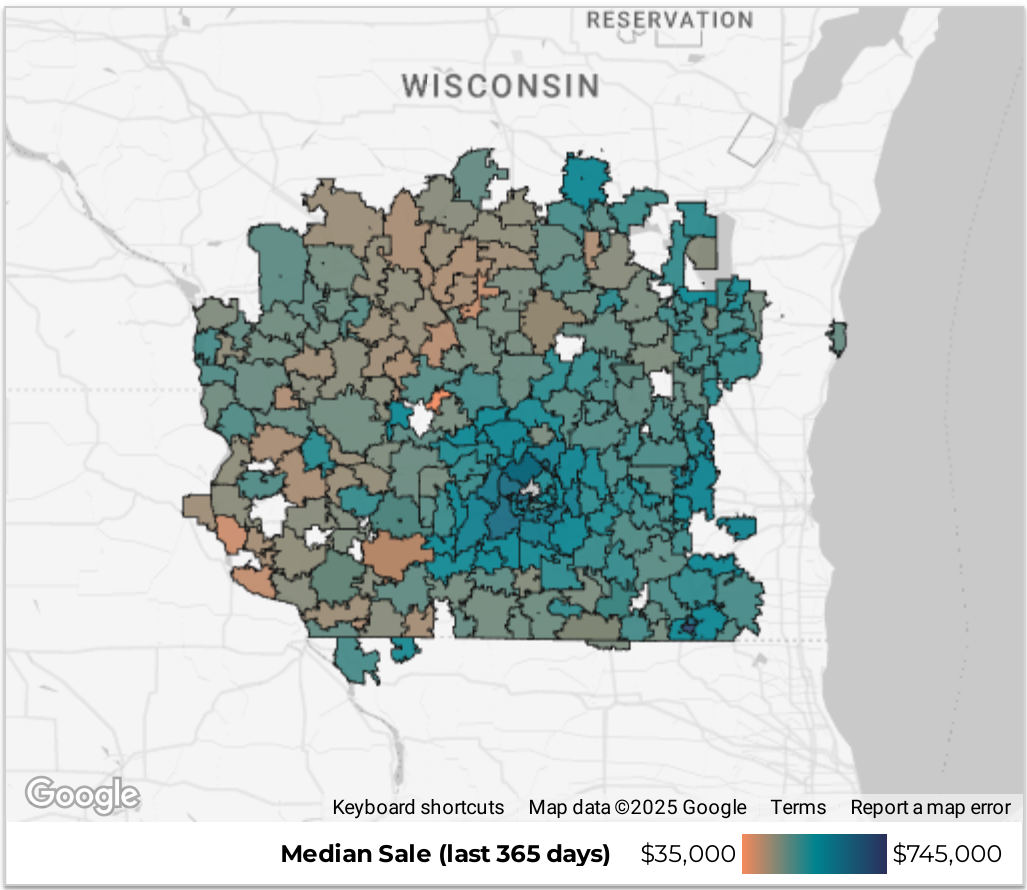 RESERVATION
WISCONSIN
Google
Keyboard shortcuts Map data ©2025 Google Terms Report a map error
Median Sale (last 365 days) $35,000 $745,000